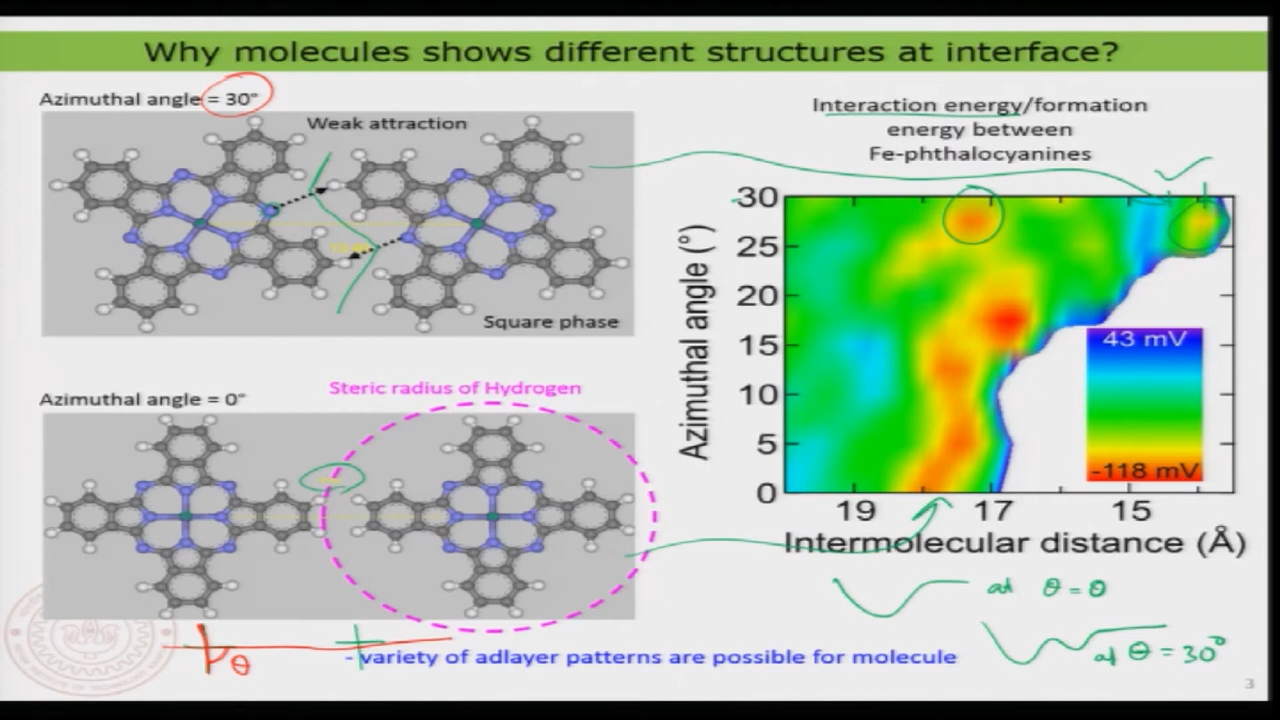 Why molecules shows different structures at interface?
Azimuthal angle = 30°
Weak attraction
Square phase
Steric radius of Hydrogen
Azimuthal angle = 0°
- variety of adlayer patterns are possible for molecule
θ
Interaction energy/formation
energy between
Fe-phthalocyanines
Azimuthal angle (°)
30
25
20
15
10
5
0
43 mV
-118 mV
19 17 15
Intermolecular distance (Å)
at θ = 0
at θ = 30°
3